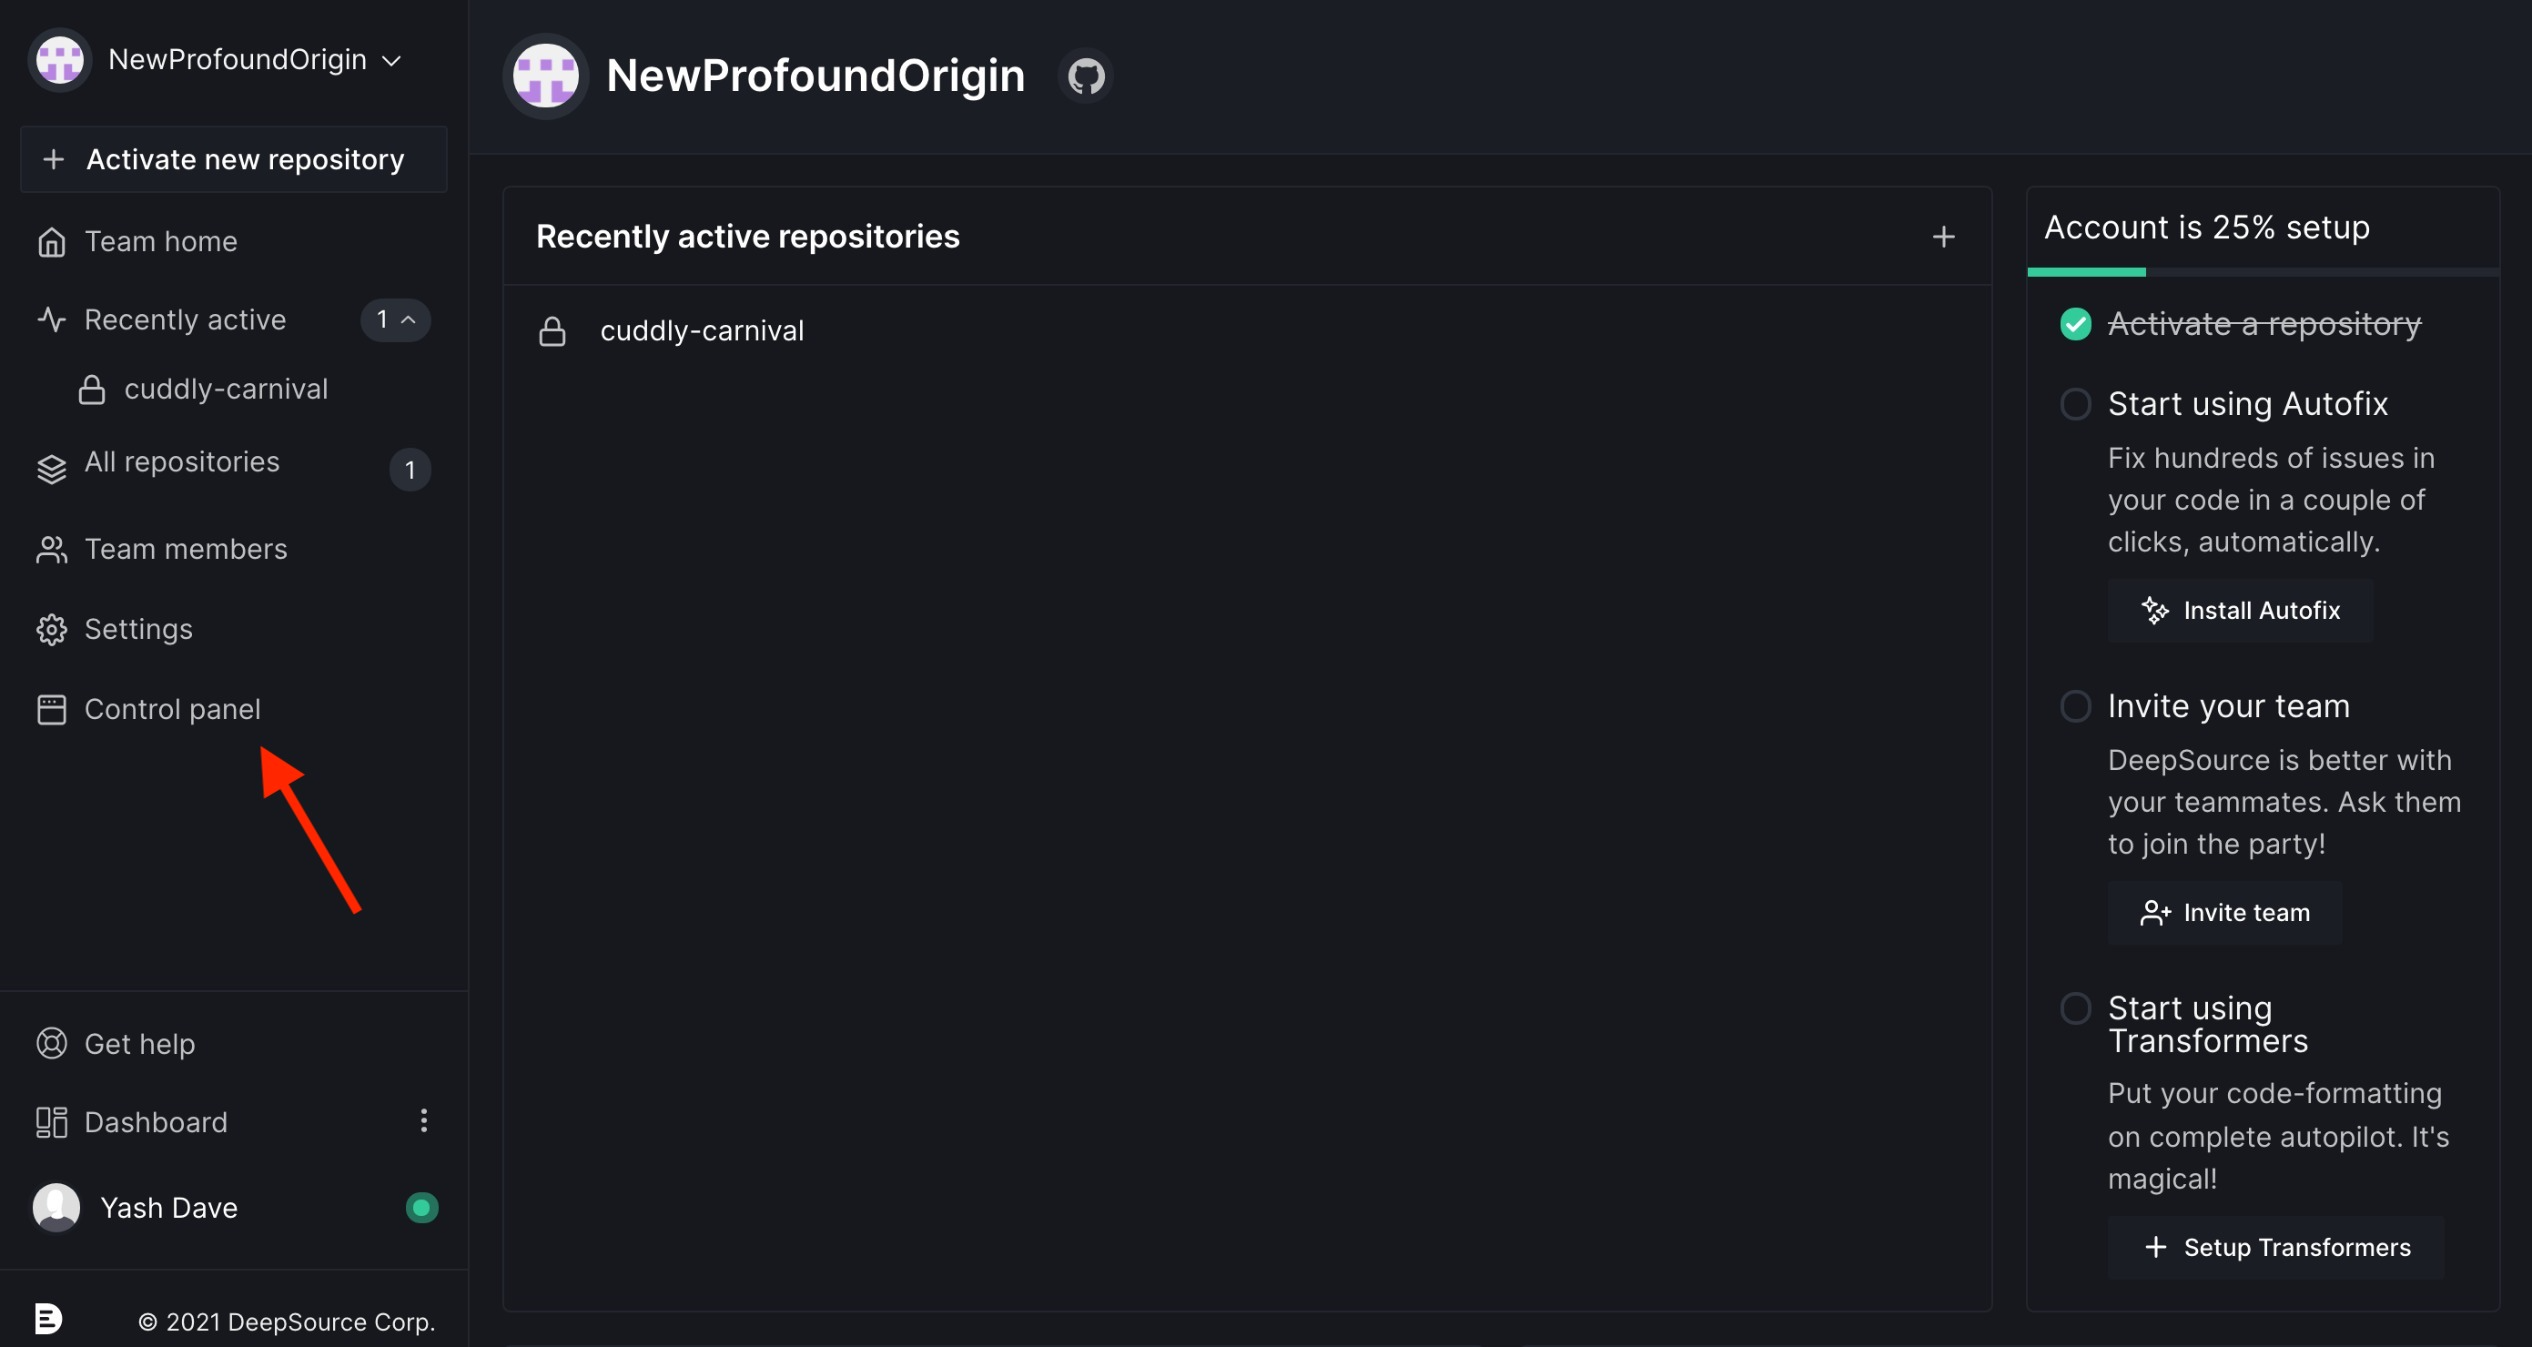 NewProfoundOrigin
Activate new repository
Team home
Recently active 1
cuddly-carnival
All repositories 1
Team members
Settings
Control panel
Get help
Dashboard
Yash Dave
© 2021 DeepSource Corp.
NewProfoundOrigin
Recently active repositories
cuddly-carnival
Account is 25% setup
Activate a repository
Start using Autofix
Fix hundreds of issues in
your code in a couple of
clicks, automatically.
Install Autofix
Invite your team
DeepSource is better with
your teammates. Ask them
to join the party!
Invite team
Start using
Transformers
Put your code-formatting
on complete autopilot. It's
magical!
Setup Transformers